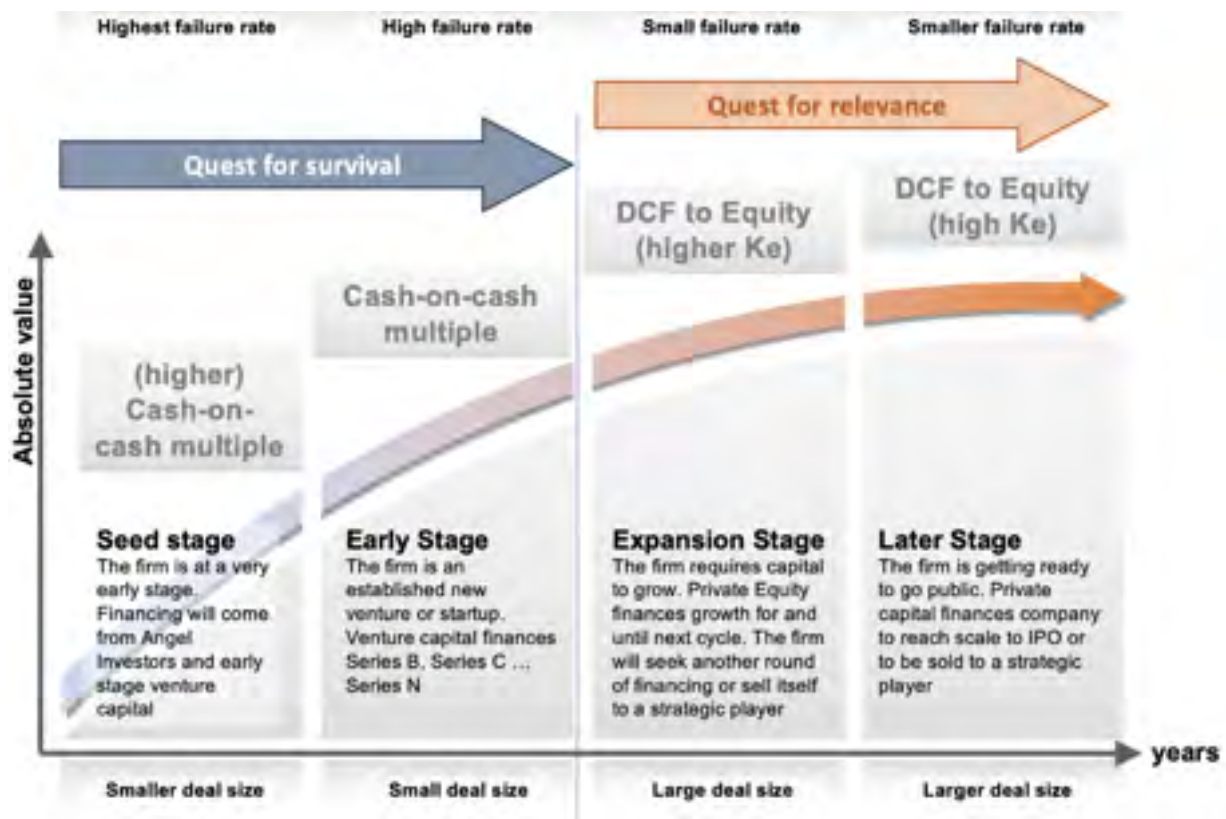 Highest failure rate
High failure rate
Small failure rate
Smaller failure rate
Quest for relevance
Quest for survival
DCF to Equity
(higher Ke)
DCF to Equity
(high Ke)
Cash-on-cash
multiple
(higher)
Cash-on-
cash multiple
Absolute value
Seed stage
The firm is at a very
early stage.
Financing will come
from Angel
Investors and early
stage venture
capital
Early Stage
The firm is an
established new
venture or startup.
Venture capital finances
Series B, Series C ...
Series N
Expansion Stage
The firm requires capital
to grow. Private Equity
finances growth for and
until next cycle. The firm
will seek another round
of financing or sell itself
to a strategic player
Later Stage
The firm is getting ready
to go public. Private
capital finances company
to reach scale to IPO or
to be sold to a strategic
player
years
Smaller deal size
Small deal size
Large deal size
Larger deal size